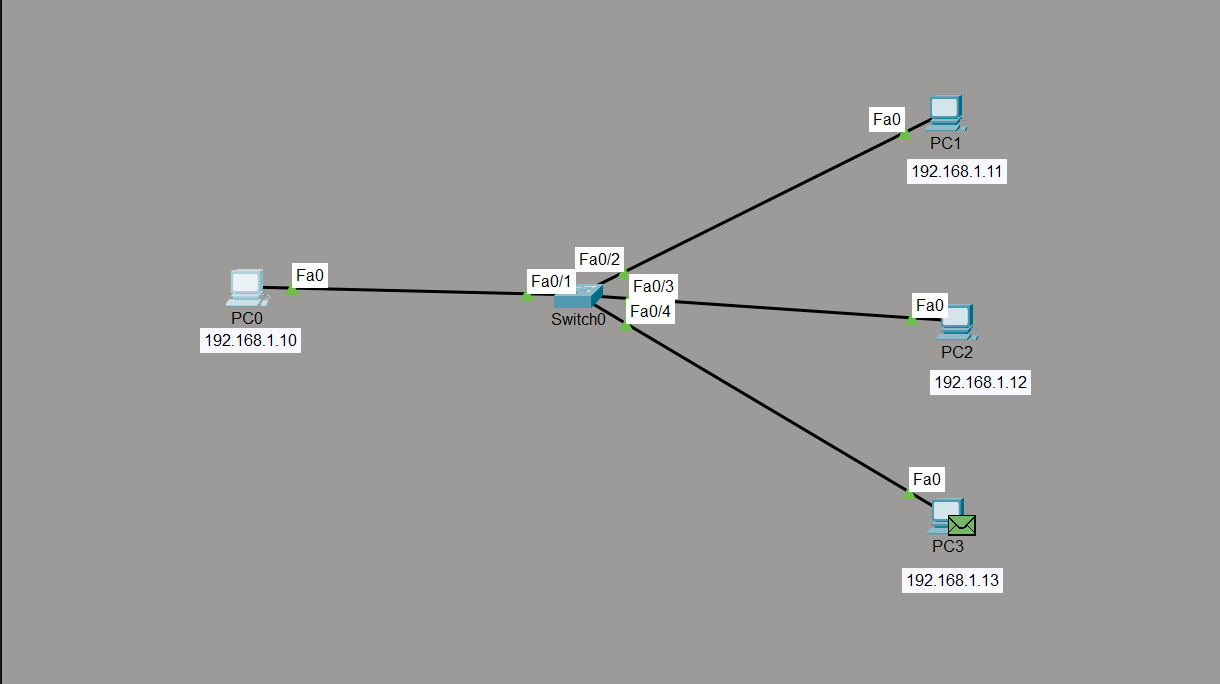 Fa0
PC1
192.168.1.11
Fa0/2
Fa0
Fa0/1
Fa0/3
Fa0/4
Switch0
PC0
192.168.1.10
Fa0
PC2
192.168.1.12
Fa0
PC3
192.168.1.13